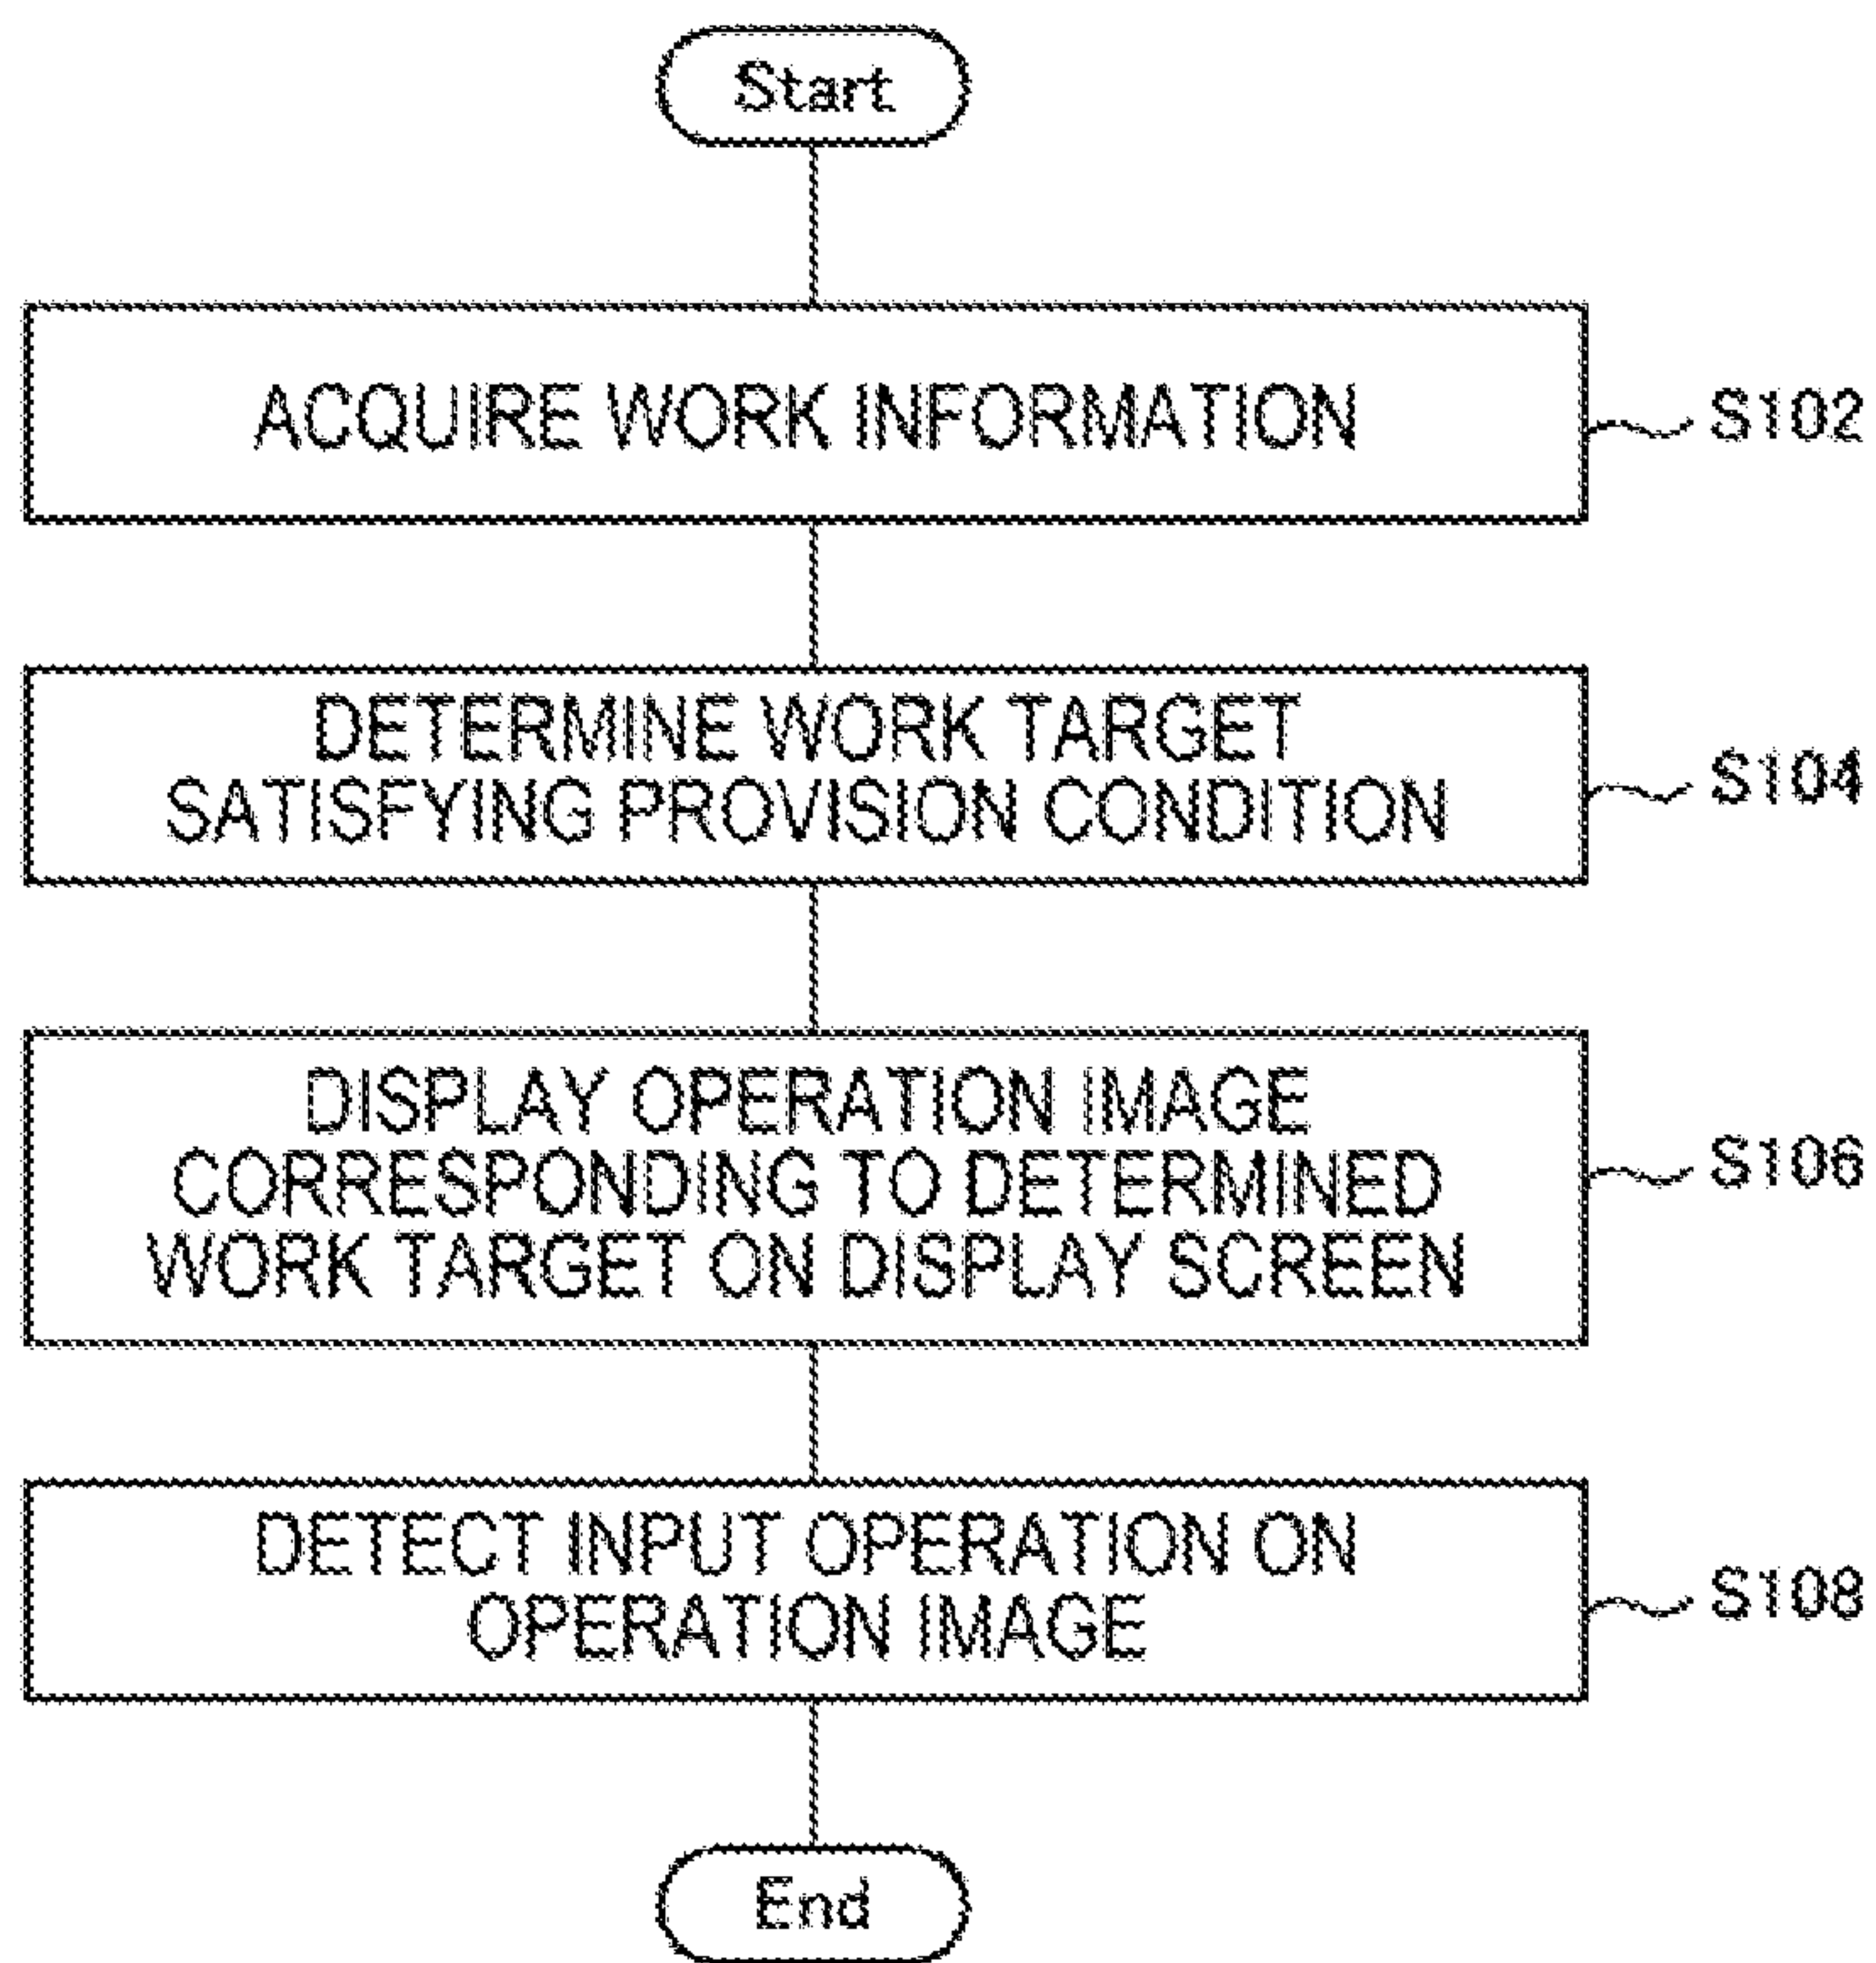 Start
ACQUIRE WORK INFORMATION
S102
DETERMINE WORK TARGET
SATISFYING PROVISION CONDITION
S104
DISPLAY OPERATION IMAGE
CORRESPONDING TO DETERMINED
WORK TARGET ON DISPLAY SCREEN
S106
DETECT INPUT OPERATION ON
OPERATION IMAGE
S108
End